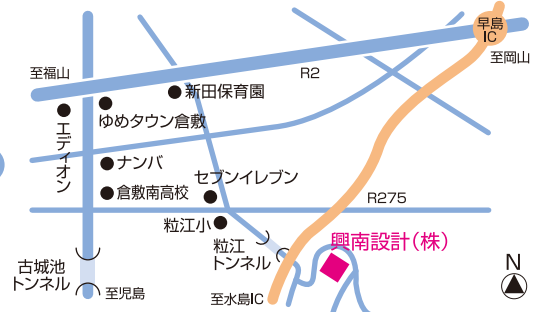 早島
IC
至岡山
至福山
R2
新田保育園
ゆめタウン倉敷
エディオン
ナンバ
セブンイレブン
倉敷南高校
R275
粒江小
粒江
トンネル
興南設計(株)
古城池
トンネル
至児島
至水島IC
N